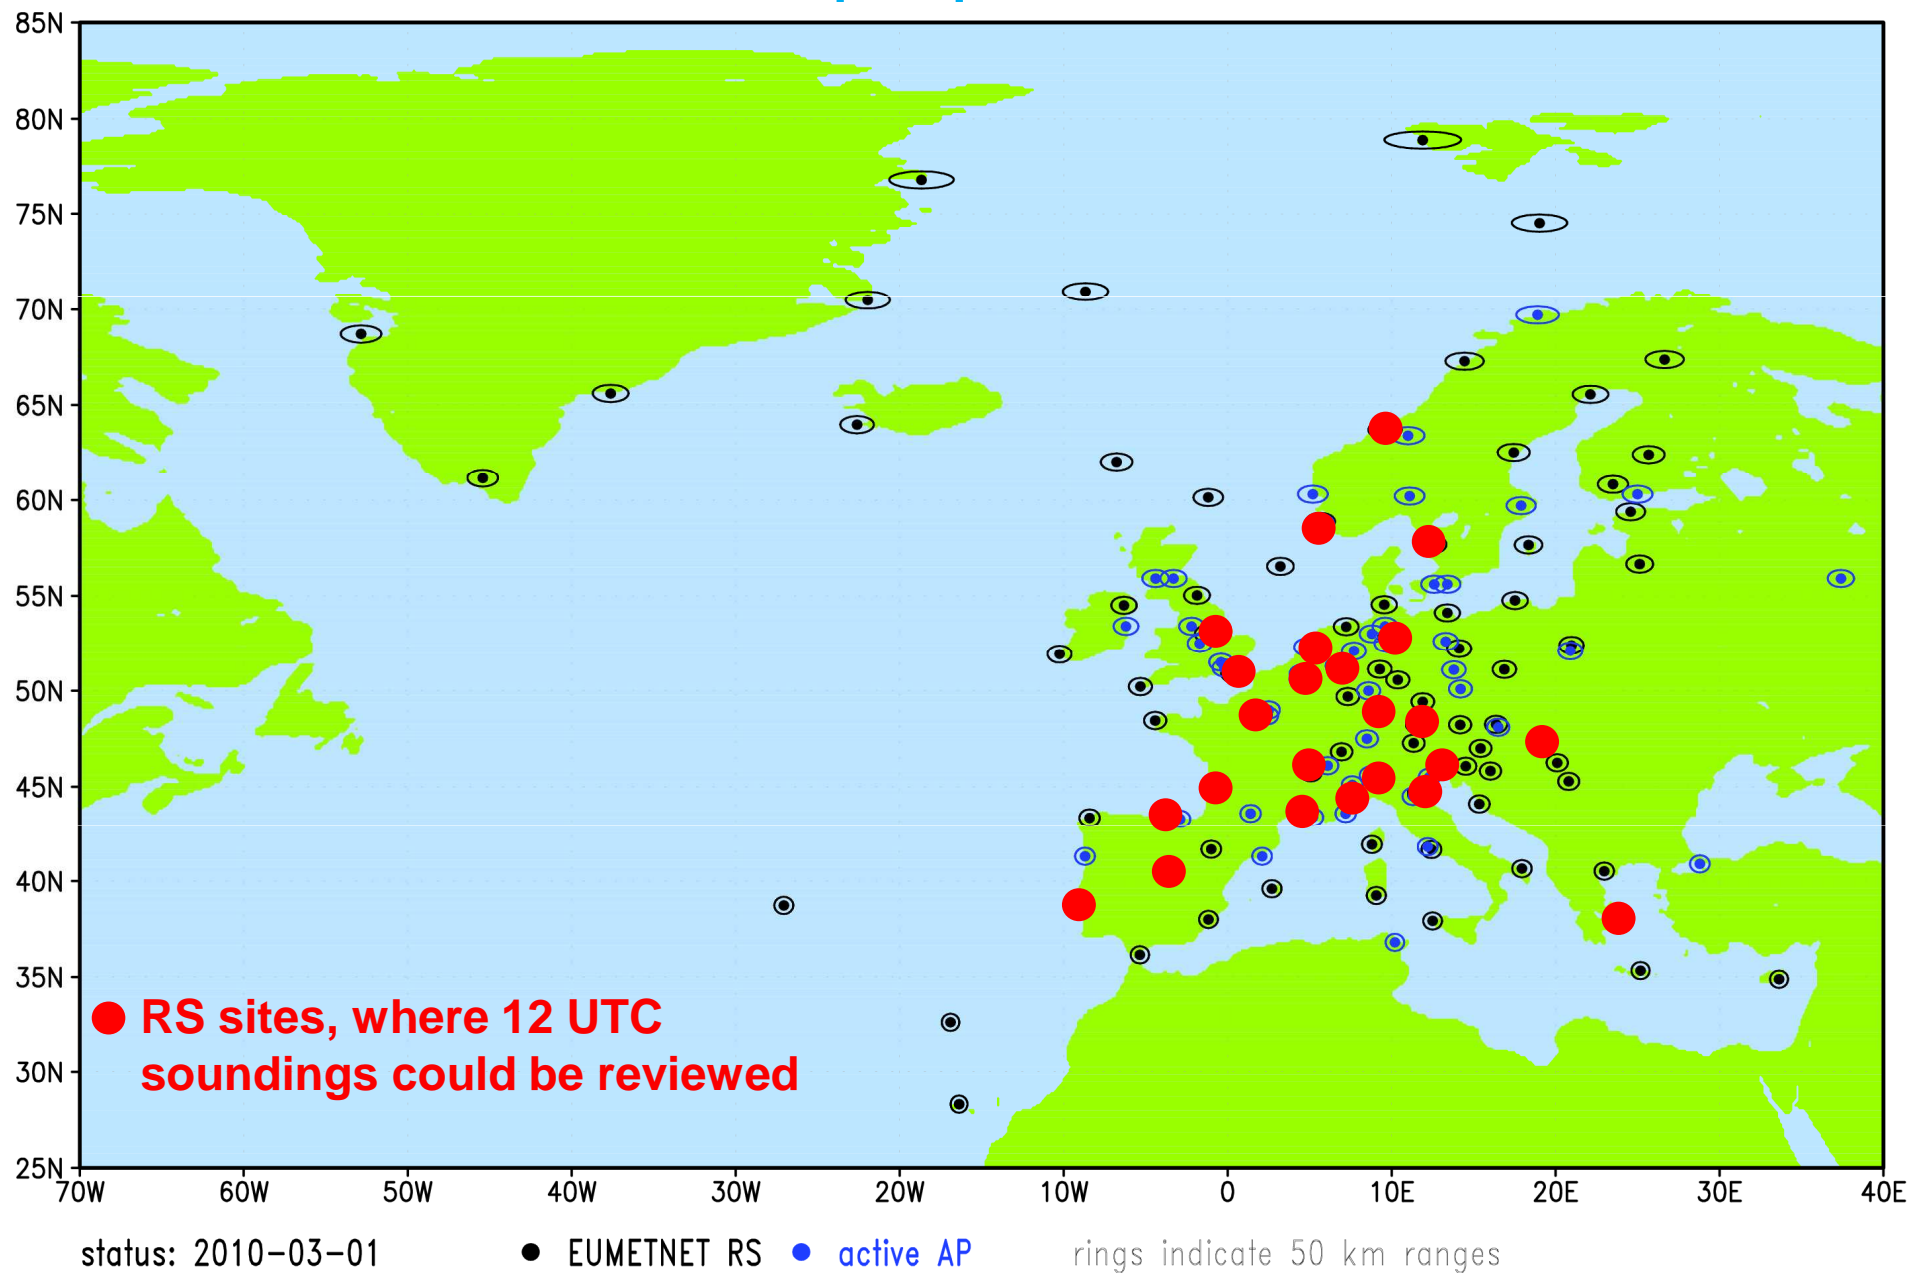 85N
80N
75N
70N
65N
60N
55N
50N
45N
40N
35N
30N
25N
RS sites, where 12 UTC
soundings could be reviewed
70W 60W 50W 40W 30W 20W 10W 0 10E 20E 30E 40E
status: 2010-03-01 EUMETNET RS active AP rings indicate 50 km ranges